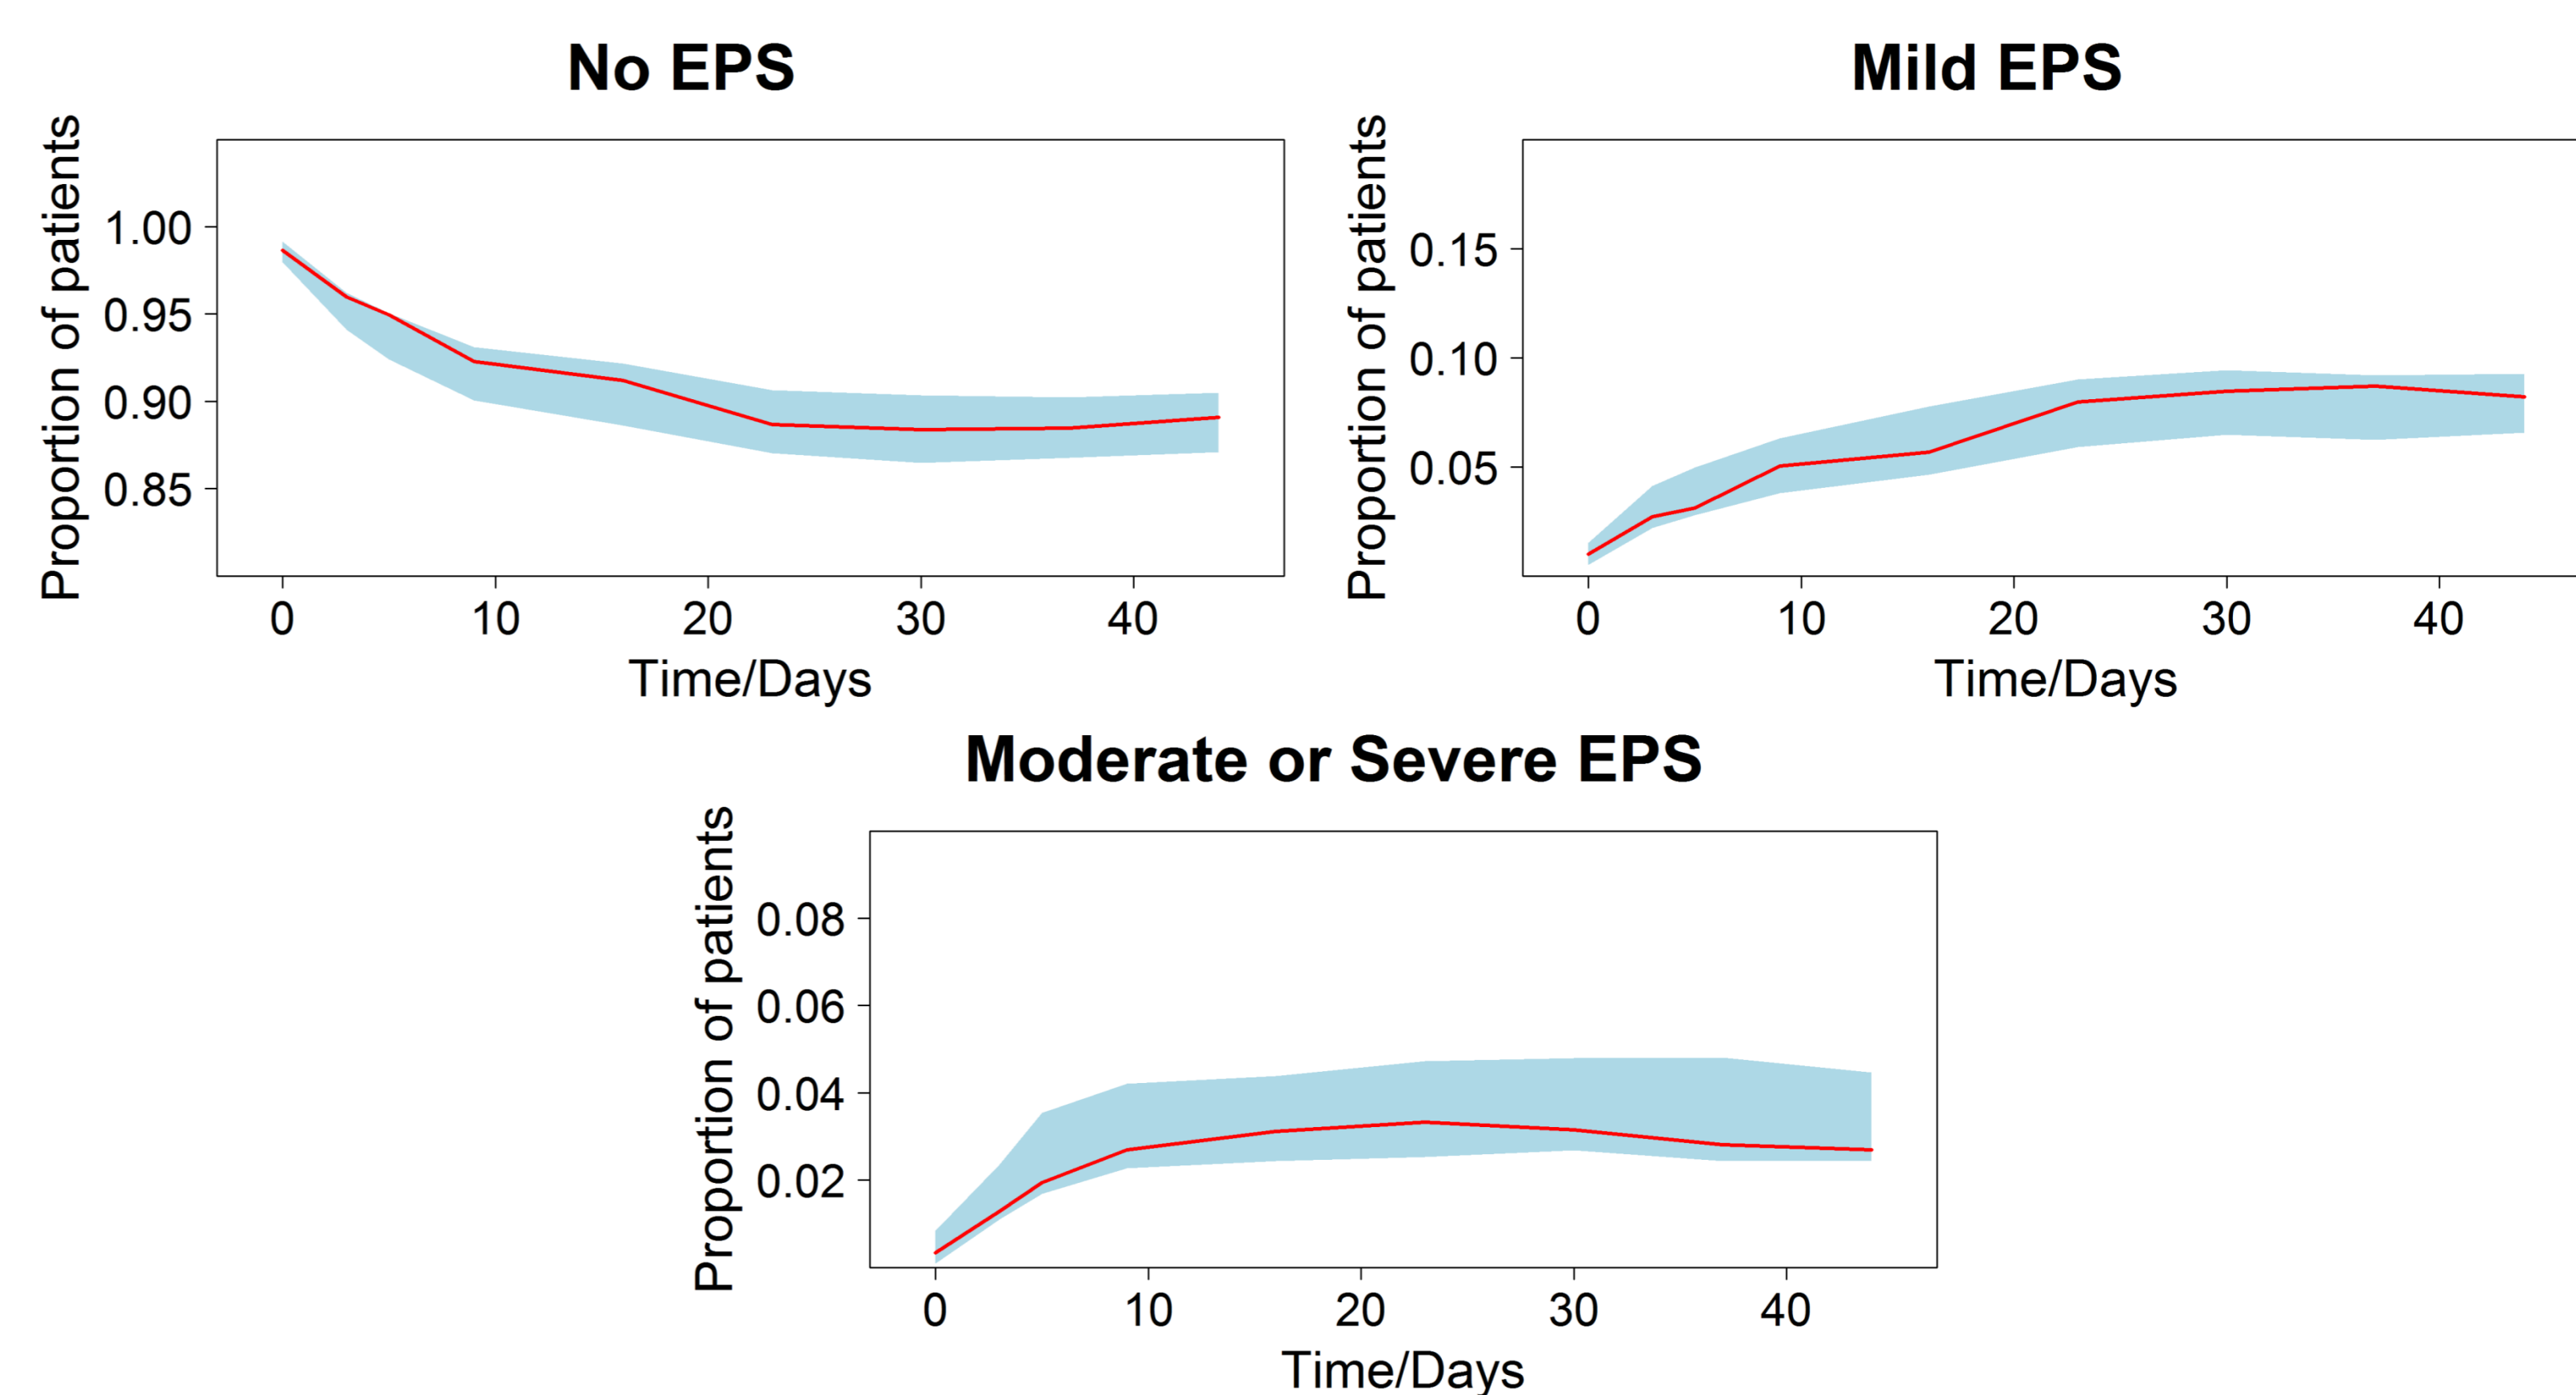 No EPS
Proportion of patients
1.00
0.95
0.90
0.85
0 10 20 30 40
Time/Days
Mild EPS
Proportion of patients
0.15
0.10
0.05
0 10 20 30 40
Time/Days
Moderate or Severe EPS
Proportion of patients
0.08
0.06
0.04
0.02
0 10 20 30 40
Time/Days